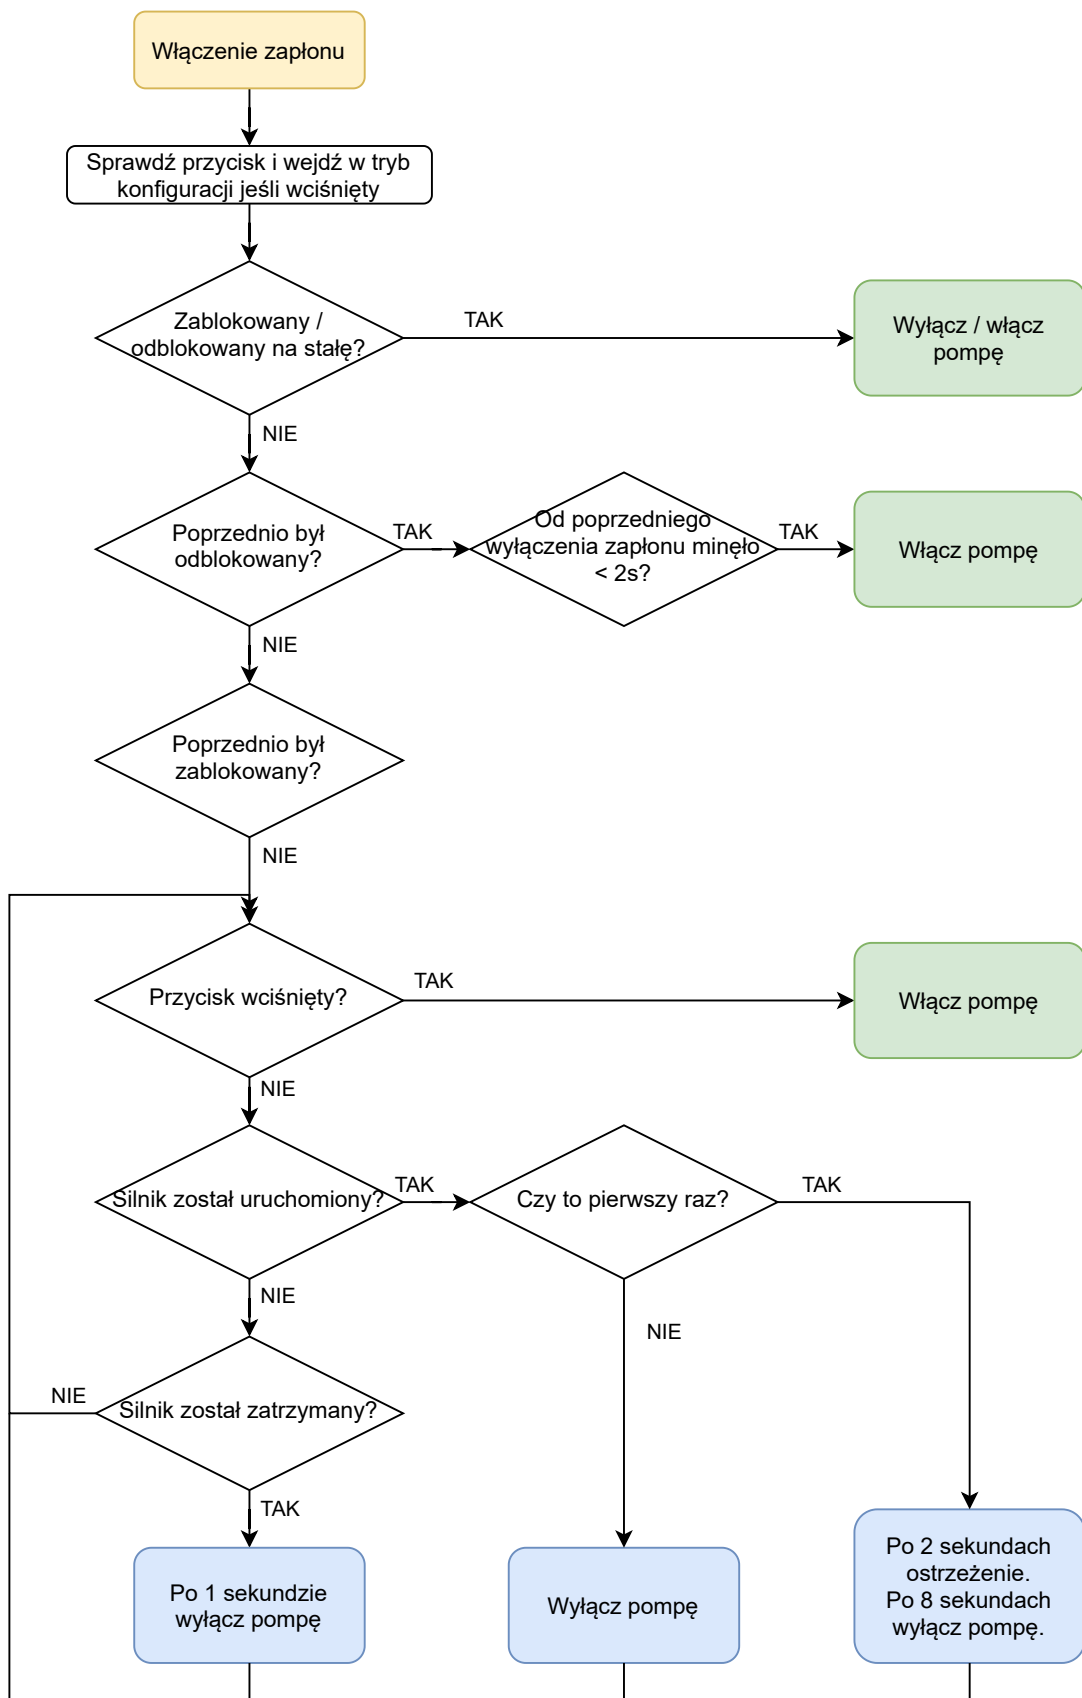 Włączenie zapłonu
Sprawdź przycisk i wejdź w tryb
konfiguracji jeśli wciśnięty
Zablokowany /
odblokowany na stałę?
TAK
Wyłącz / włącz
pompę
NIE
Poprzednio był
odblokowany?
TAK
Od poprzedniego
wyłączenia zapłonu minęło
< 2s?
TAK
Włącz pompę
NIE
Poprzednio był
zablokowany?
NIE
Przycisk wciśnięty?
TAK
Włącz pompę
NIE
Silnik został uruchomiony?
TAK
Czy to pierwszy raz?
TAK
NIE
NIE
Silnik został zatrzymany?
NIE
TAK
Po 1 sekundzie
wyłącz pompę
Wyłącz pompę
Po 2 sekundach
ostrzeżenie.
Po 8 sekundach
wyłącz pompę.